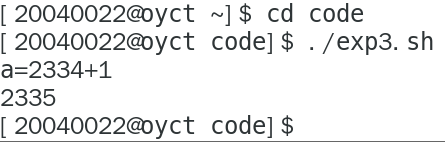 [ 20040022@oyct ~] $ cd code
[ 20040022@oyct code] $ ./exp3. sh
a=2334+1
2335
[ 20040022@oyct code] $